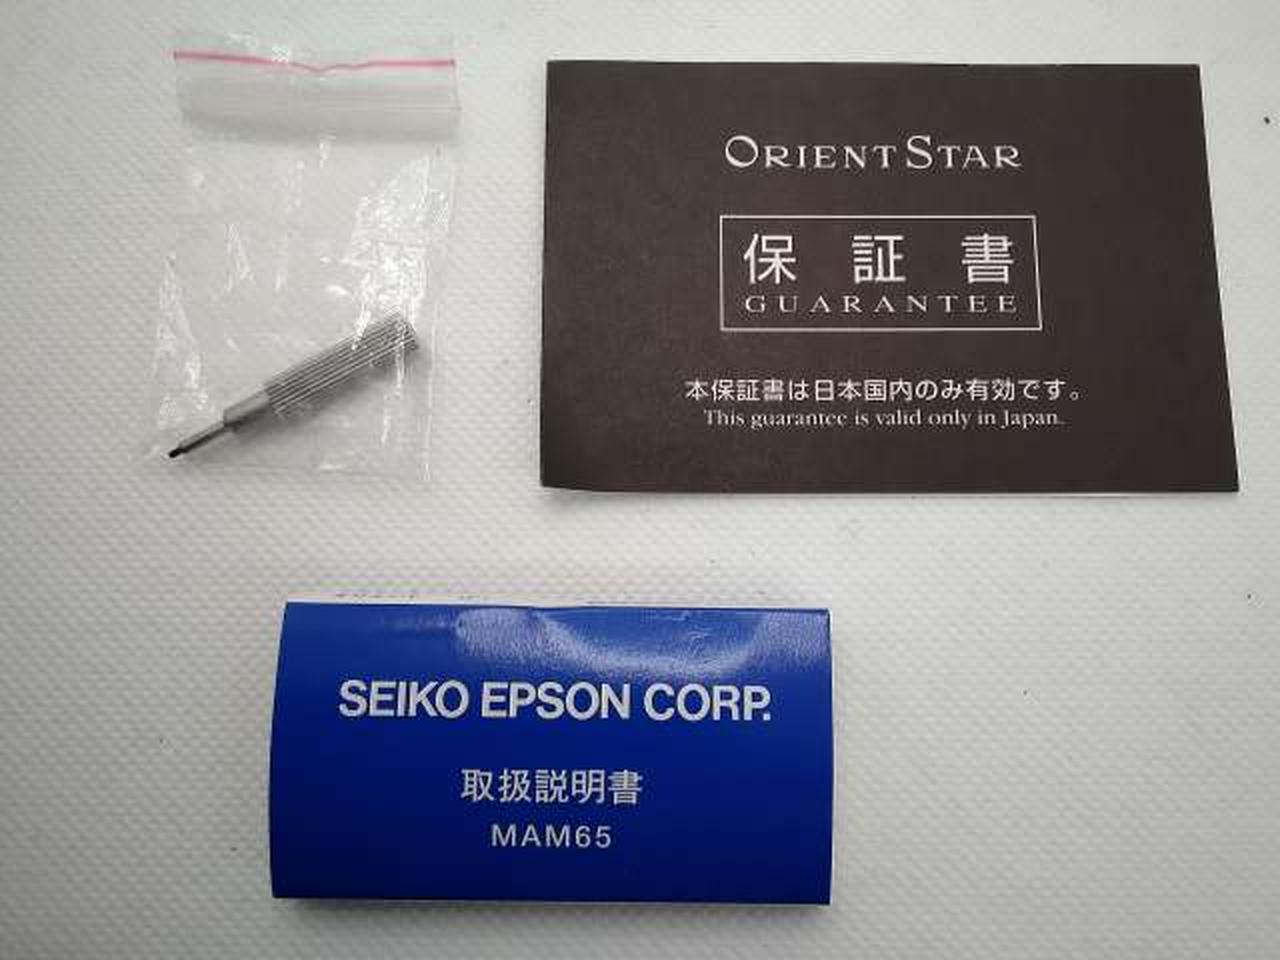 ORIENT STAR
保証書
GUARANTEE
本保証書は日本国内のみ有効です。
This guarantee is valid only in Japan.
SEIKO EPSON CORP.
取扱説明書
MAM65